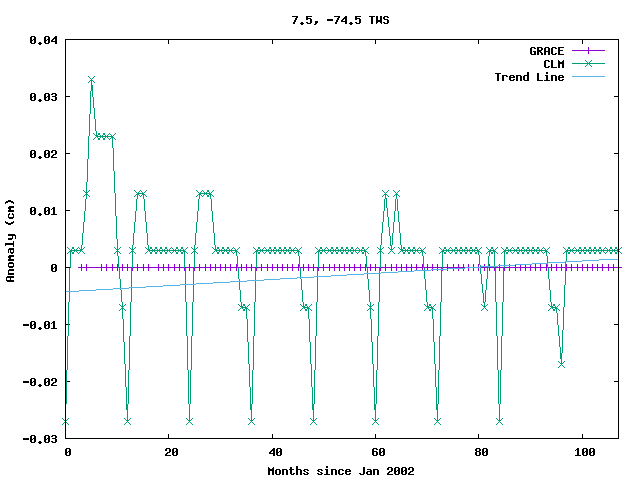 7.5, -74.5 TWS
GRACE
CLM
Trend Line
0.04
0.03
0.02
0.01
0
-0.01
-0.02
-0.03
Anomaly (cm)
0 20 40 60 80 100
Months since Jan 2002